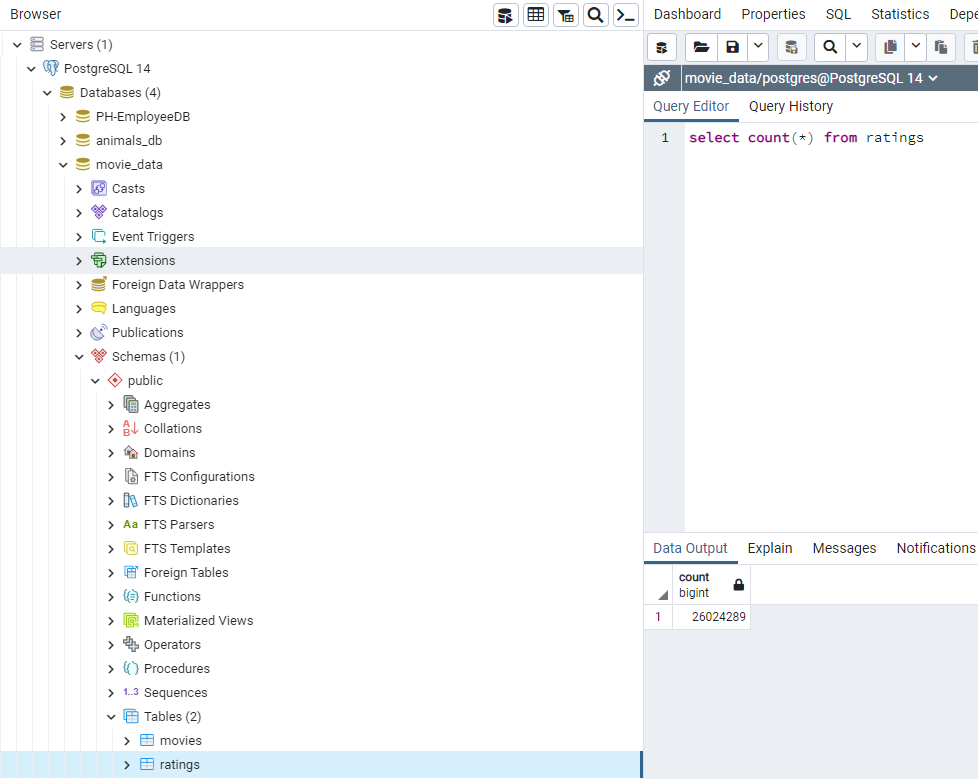 Browser
Servers (1)
PostgreSQL 14
Databases (4)
PH-EmployeeDB
animals_db
movie_data
Casts
Catalogs
Event Triggers
Extensions
Foreign Data Wrappers
Languages
Publications
Schemas (1)
public
Aggregates
Collations
Domains
FTS Configurations
FTS Dictionaries
Aa FTS Parsers
FTS Templates
Foreign Tables
Functions
Materialized Views
Operators
Procedures
1..3 Sequences
Tables (2)
movies
ratings
Dashboard Properties SQL Statistics Depe
movie_data/postgres@PostgreSQL 14
Query Editor Query History
1 select count(*) from ratings
Data Output Explain Messages Notifications
count
bigint
1 26024289